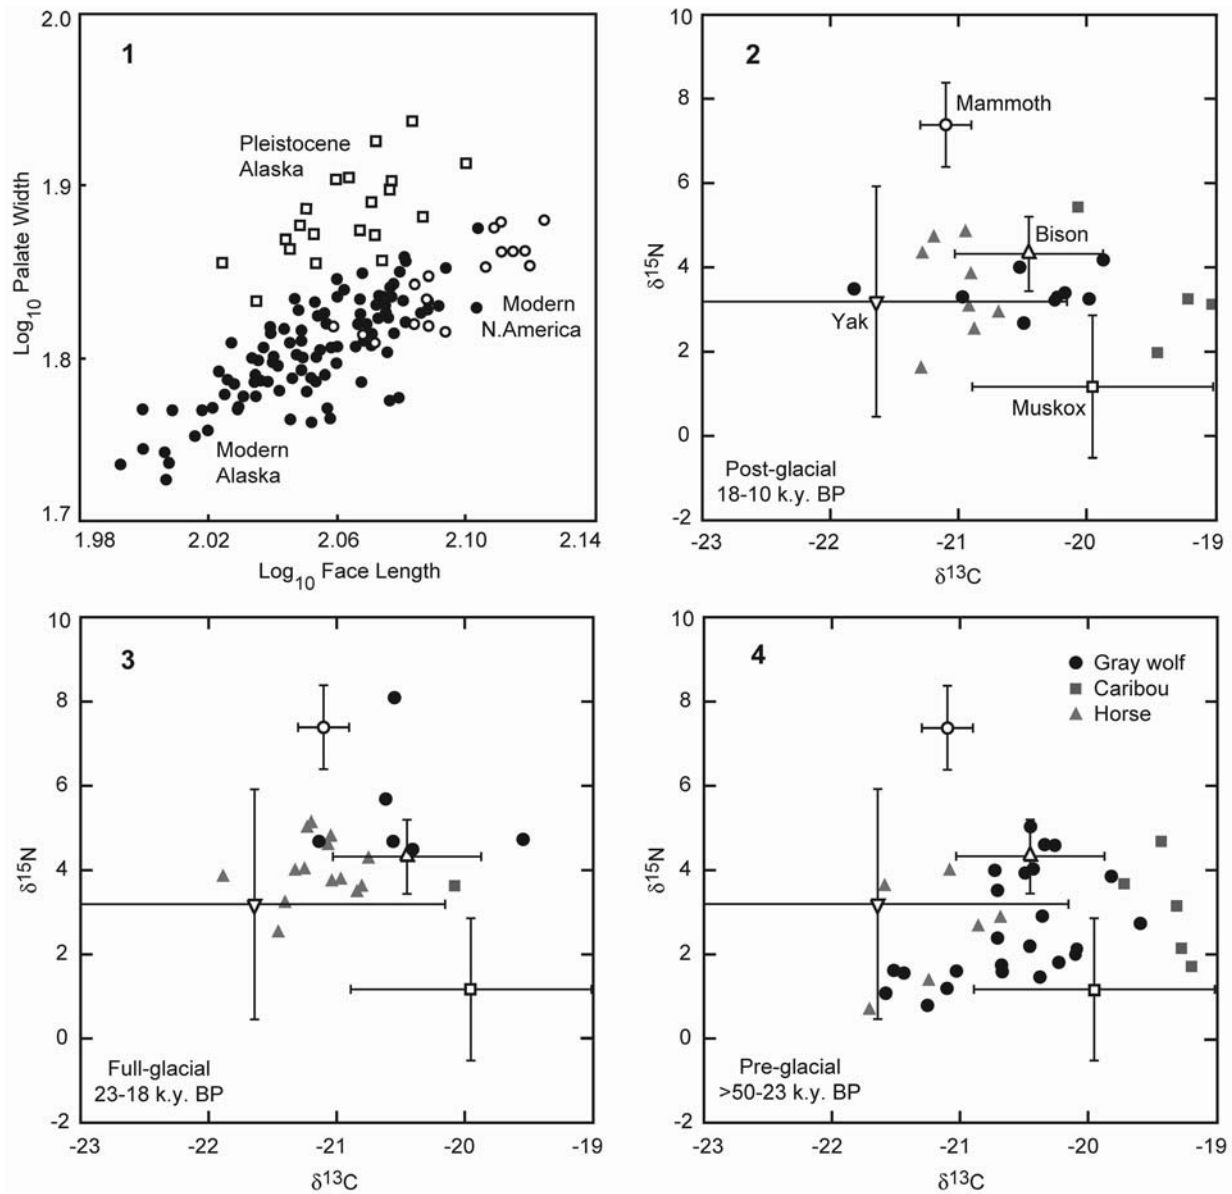 1
2.0
1.9
1.8
1.7
Log10 Palate Width
Pleistocene
Alaska
Modern
N.America
Modern
Alaska
1.98
2.02
2.06
2.10
2.14
Log10 Face Length
2
10
8
6
4
2
0
-2
δ15N
Mammoth
Bison
Yak
Muskox
Post-glacial
18-10 k.y. BP
-23
-22
-21
-20
-19
δ13C
3
10
8
6
4
2
0
-2
δ15N
Full-glacial
23-18 k.y. BP
-23
-22
-21
-20
-19
δ13C
4
10
8
6
4
2
0
-2
δ15N
Gray wolf
Caribou
Horse
Pre-glacial
>50-23 k.y. BP
-23
-22
-21
-20
-19
δ13C